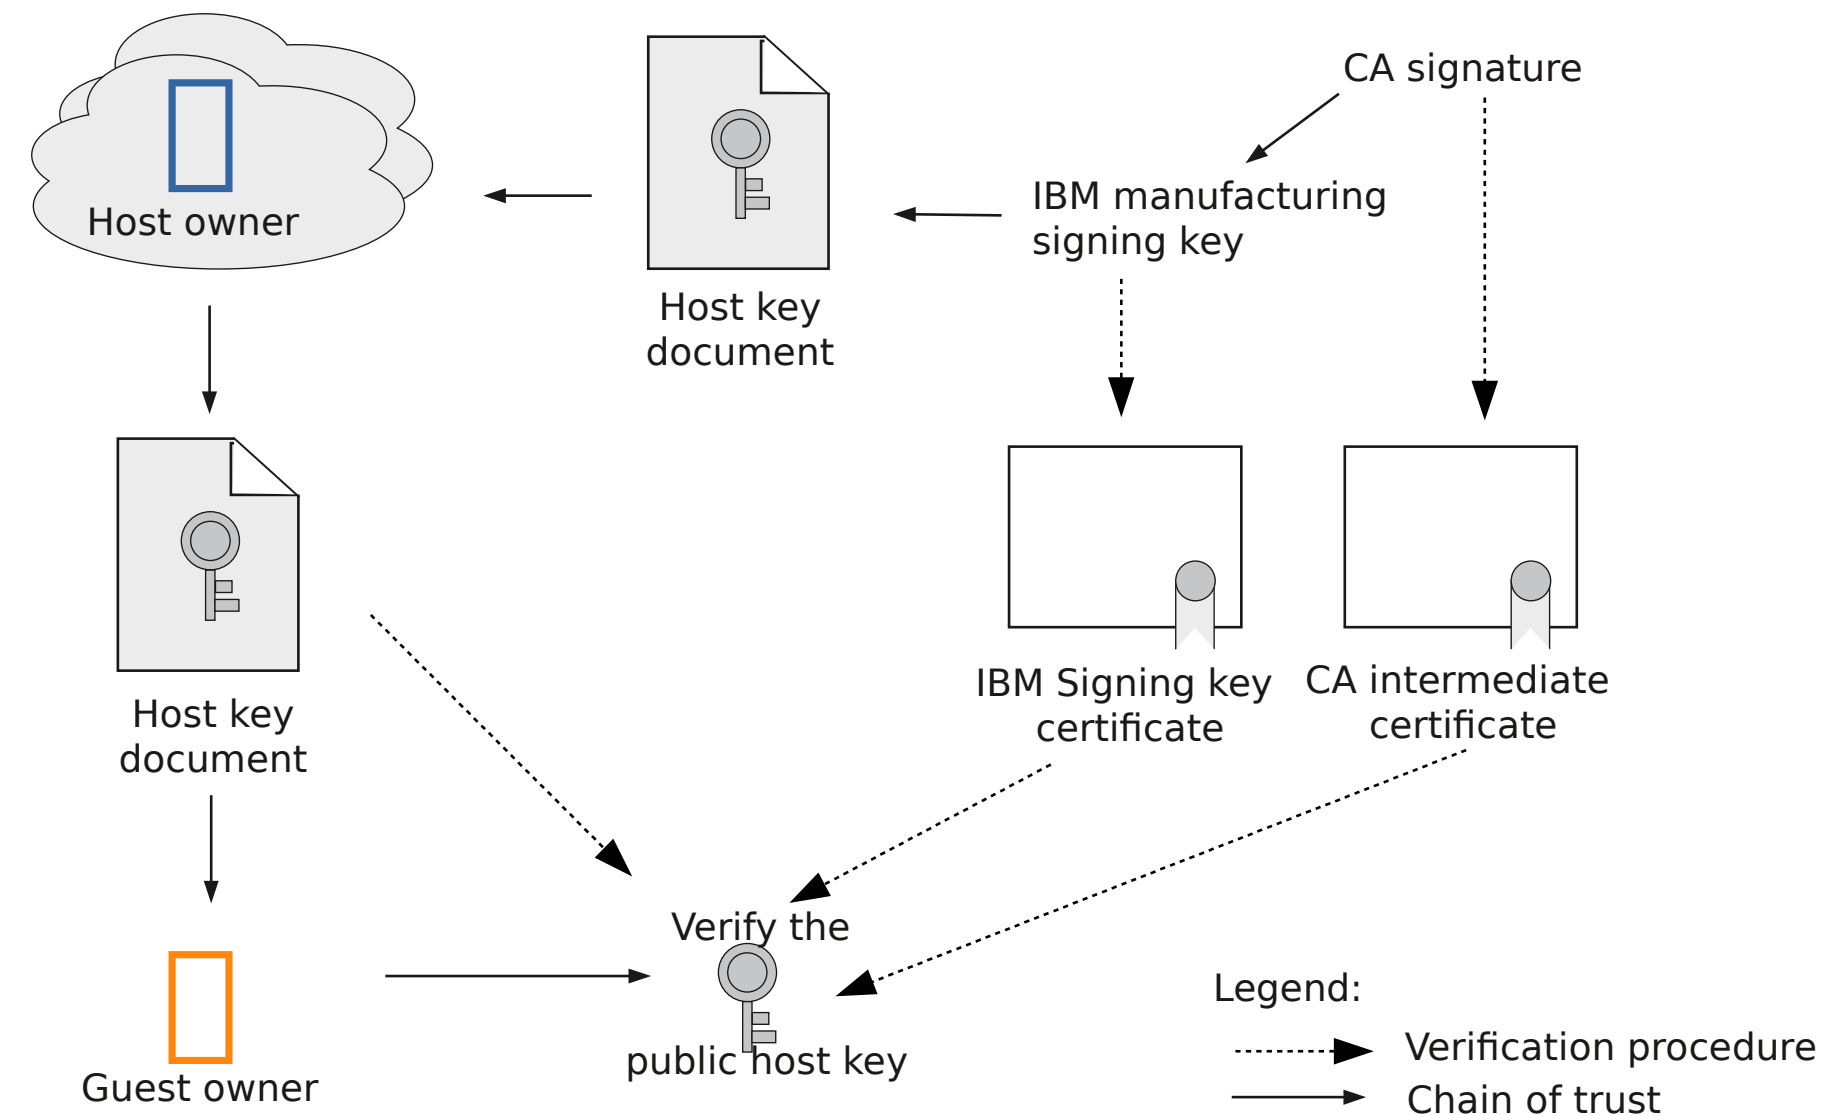 CA signature
Host owner
IBM manufacturing
signing key
Host key
document
IBM Signing key
certificate
CA intermediate
certificate
Host key
document
Verify the
public host key
Guest owner
Legend:
Verification procedure
Chain of trust